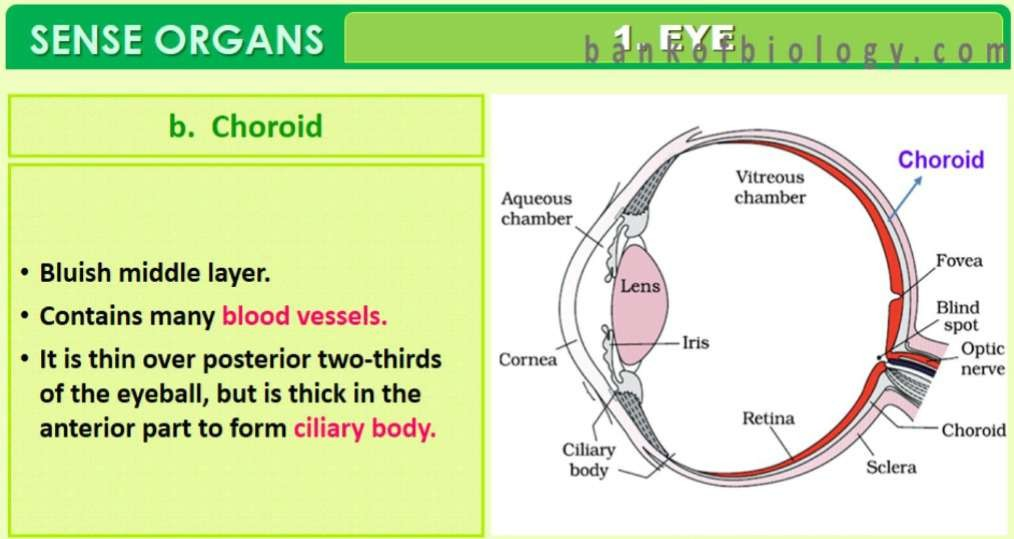 SENSE ORGANS
1. EYE
bankofbiology.com
b. Choroid
• Bluish middle layer.
• Contains many blood vessels.
• It is thin over posterior two-thirds
of the eyeball, but is thick in the
anterior part to form ciliary body.
Choroid
Vitreous
chamber
Aqueous
chamber
Fovea
Lens
Blind
spot
Iris
Optic
nerve
Cornea
Retina
Choroid
Ciliary
body
Sclera